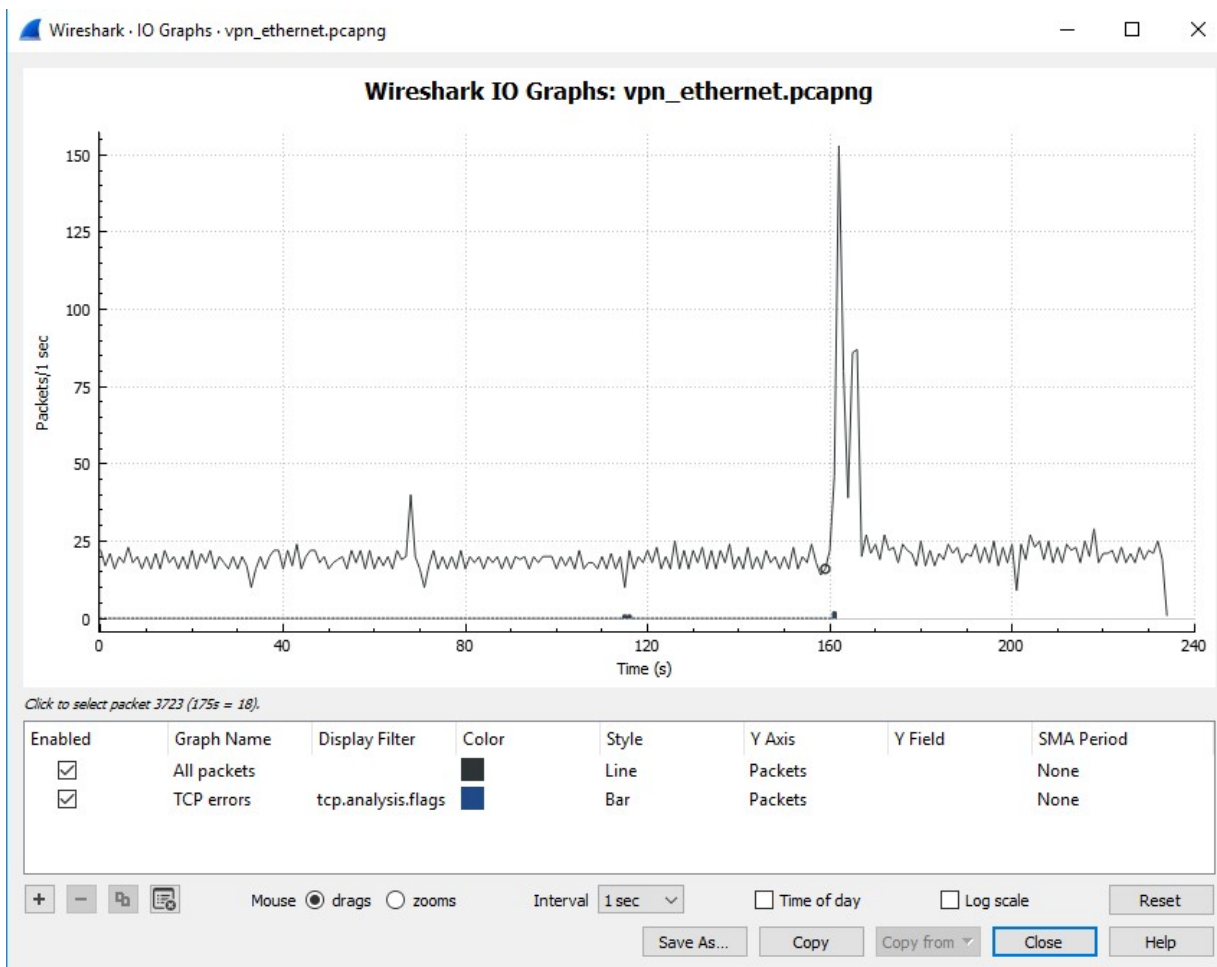 Wireshark · IO Graphs · vpn_ethernet.pcapng
Wireshark IO Graphs: vpn_ethernet.pcapng
150
125
100
75
50
25
0
Packets/1 sec
0 40 80 120 160 200 240
Time (s)
Click to select packet 3723 (175s = 18).
Enabled Graph Name Display Filter Color Style Y Axis Y Field SMA Period
All packets Line Packets None
TCP errors tcp.analysis.flags Bar Packets None
Mouse drags zooms Interval 1 sec Time of day Log scale Reset
Save As... Copy Copy from Close Help